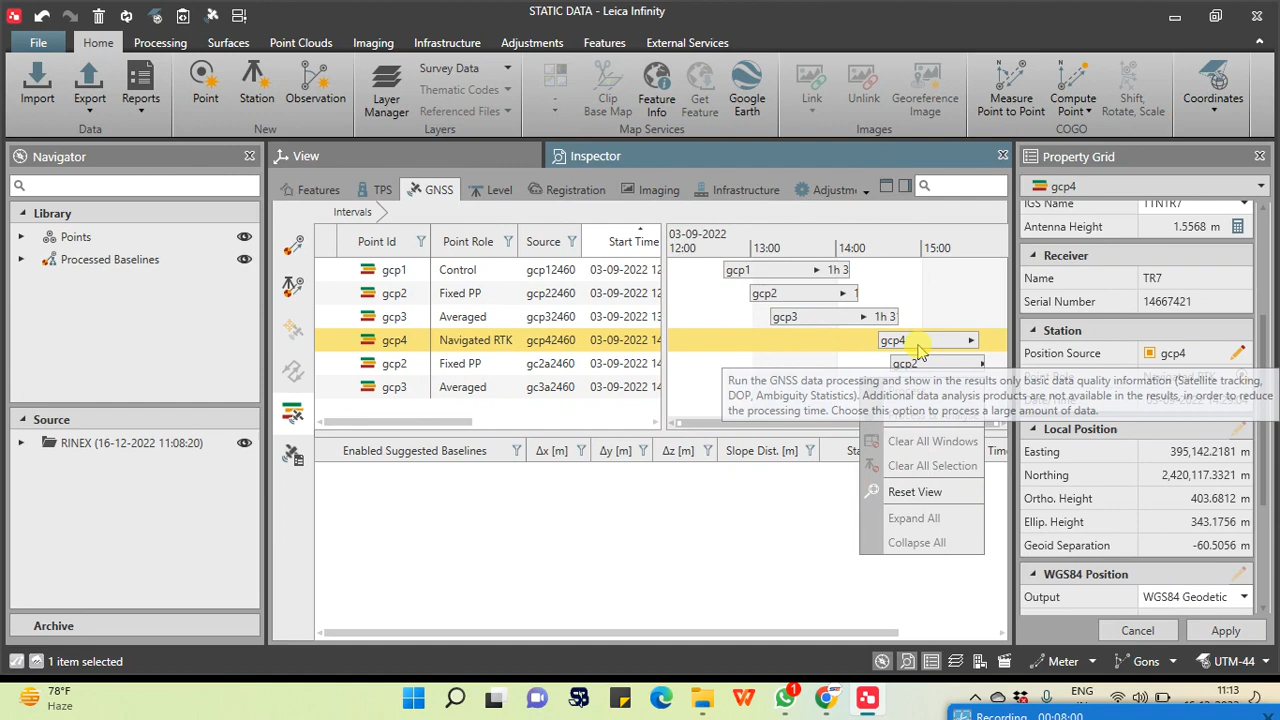 STATIC DATA - Leica Infinity
File Home Processing Surfaces Point Clouds Imaging Infrastructure Adjustments Features External Services
Import Export Reports Point Station Observation Layer Manager Survey Data Thematic Codes Referenced Files - Clip Base Map Feature Info Get Feature Google Earth Link Unlink Georeference Image Measure Point to Point Compute Point Shift, Rotate, Scale Coordinates
Data New Layers Map Services Images COGO
Navigator
Library
Points
Processed Baselines
Source
RINEX (16-12-2022 11:08:20)
Archive
View Inspector
Features TPS GNSS Level Registration Imaging Infrastructure Adjustm
Intervals
Point Id Point Role Source Start Time
03-09-2022
12:00 13:00 14:00 15:00
gcp1 Control gcp12460 03-09-2022 12 gcp1 1h 3
gcp2 Fixed PP gcp22460 03-09-2022 12 gcp2 1
gcp3 Averaged gcp32460 03-09-2022 13 gcp3 1h 3
gcp4 Navigated RTK gcp42460 03-09-2022 14 gcp4
gcp2 Fixed PP gc2a2460 03-09-2022 14 gcp2
gcp3 Averaged gc3a2460 03-09-2022 14
Run the GNSS data processing and show in the results only basic data quality information (Satellite tracking,
DOP, Ambiguity Statistics). Additional data analysis products are not available in the results, in order to reduce
the processing time. Choose this option to process a large amount of data.
Clear All Windows
Clear All Selection
Reset View
Expand All
Collapse All
Enabled Suggested Baselines Δx [m] Δy [m] Δz [m] Slope Dist. [m] Sta Time
Property Grid
gcp4
IGS Name TTNTR7
Antenna Height 1.5568 m
Receiver
Name TR7
Serial Number 14667421
Station
Position Source gcp4
Local Position
Easting 395,142.2181 m
Northing 2,420,117.3321 m
Ortho. Height 403.6812 m
Ellip. Height 343.1756 m
Geoid Separation -60.5056 m
WGS84 Position
Output WGS84 Geodetic
Cancel Apply
1 item selected
Meter Gons UTM-44
78°F
Haze
1
ENG
IN
11:13
Recording 00:08:00